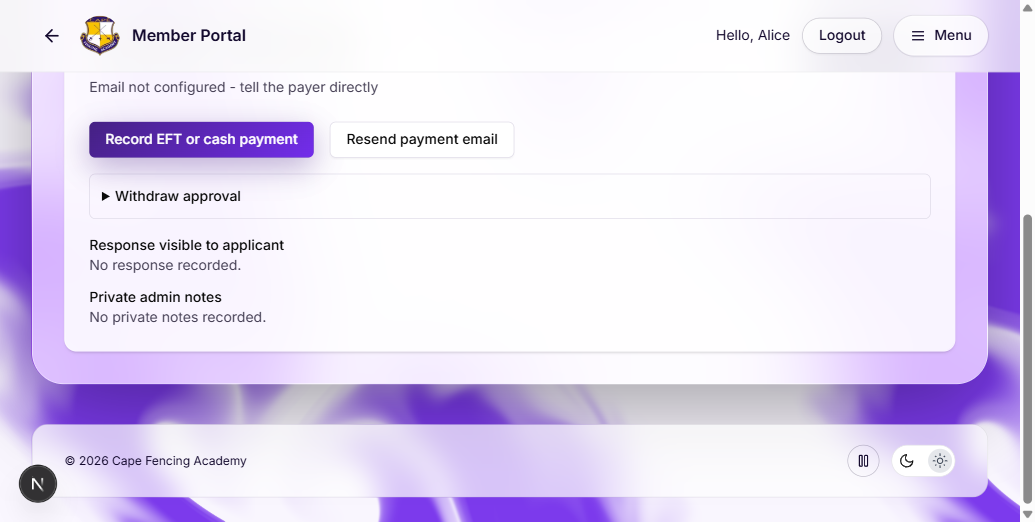 Member Portal
Hello, Alice
Logout
Menu
Email not configured - tell the payer directly
Record EFT or cash payment
Resend payment email
Withdraw approval
Response visible to applicant
No response recorded.
Private admin notes
No private notes recorded.
© 2026 Cape Fencing Academy
N